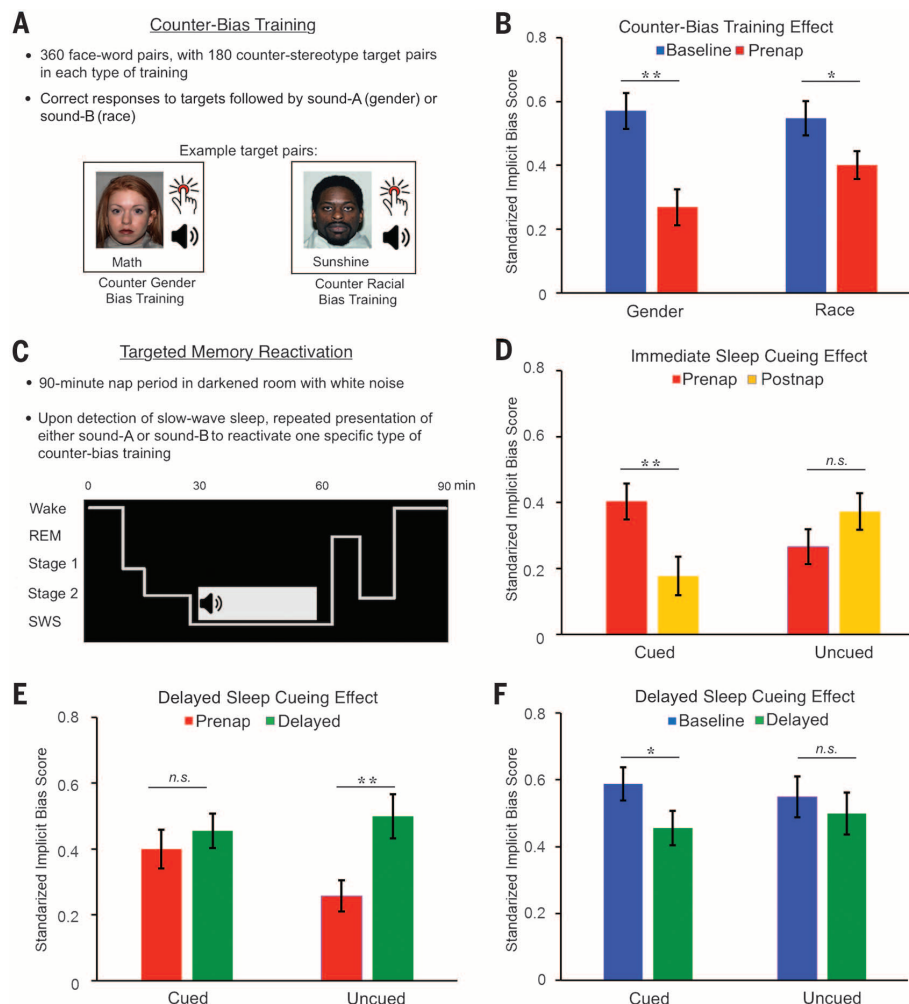 A
Counter-Bias Training
• 360 face-word pairs, with 180 counter-stereotype target pairs
in each type of training
• Correct responses to targets followed by sound-A (gender) or
sound-B (race)
Example target pairs:
Math
Sunshine
Counter Gender
Bias Training
Counter Racial
Bias Training
B
Counter-Bias Training Effect
Baseline Prenap
Standarized Implicit Bias Score
0.8
0.6
0.4
0.2
0
**
*
Gender
Race
C
Targeted Memory Reactivation
• 90-minute nap period in darkened room with white noise
• Upon detection of slow-wave sleep, repeated presentation of
either sound-A or sound-B to reactivate one specific type of
counter-bias training
0 30 60 90 min
Wake
REM
Stage 1
Stage 2
SWS
D
Immediate Sleep Cueing Effect
Prenap Postnap
Standarized Implicit Bias Score
0.8
0.6
0.4
0.2
0
**
n.s.
Cued
Uncued
E
Delayed Sleep Cueing Effect
Prenap Delayed
Standarized Implicit Bias Score
0.8
0.6
0.4
0.2
0
n.s.
**
Cued
Uncued
F
Delayed Sleep Cueing Effect
Baseline Delayed
Standarized Implicit Bias Score
0.8
0.6
0.4
0.2
0
*
n.s.
Cued
Uncued